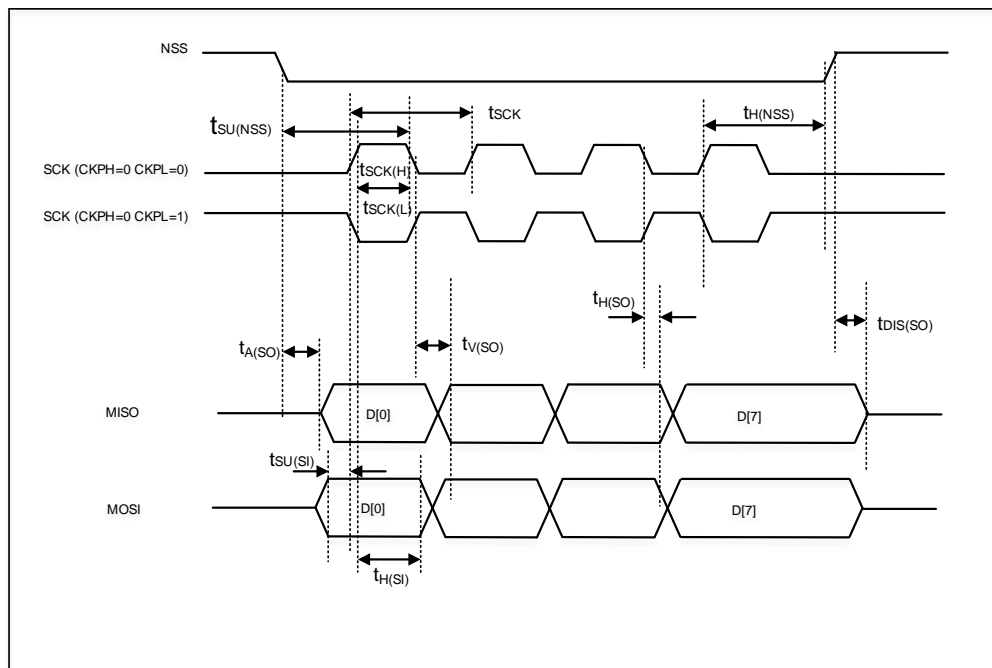 NSS
tSCK
tH(NSS)
tSU(NSS)
SCK (CKPH=0 CKPL=0)
tSCK(H)
tSCK(L)
SCK (CKPH=0 CKPL=1)
tH(SO)
tDIS(SO)
tA(SO)
tV(SO)
MISO
D[0]
D[7]
tSU(SI)
MOSI
D[0]
D[7]
tH(SI)